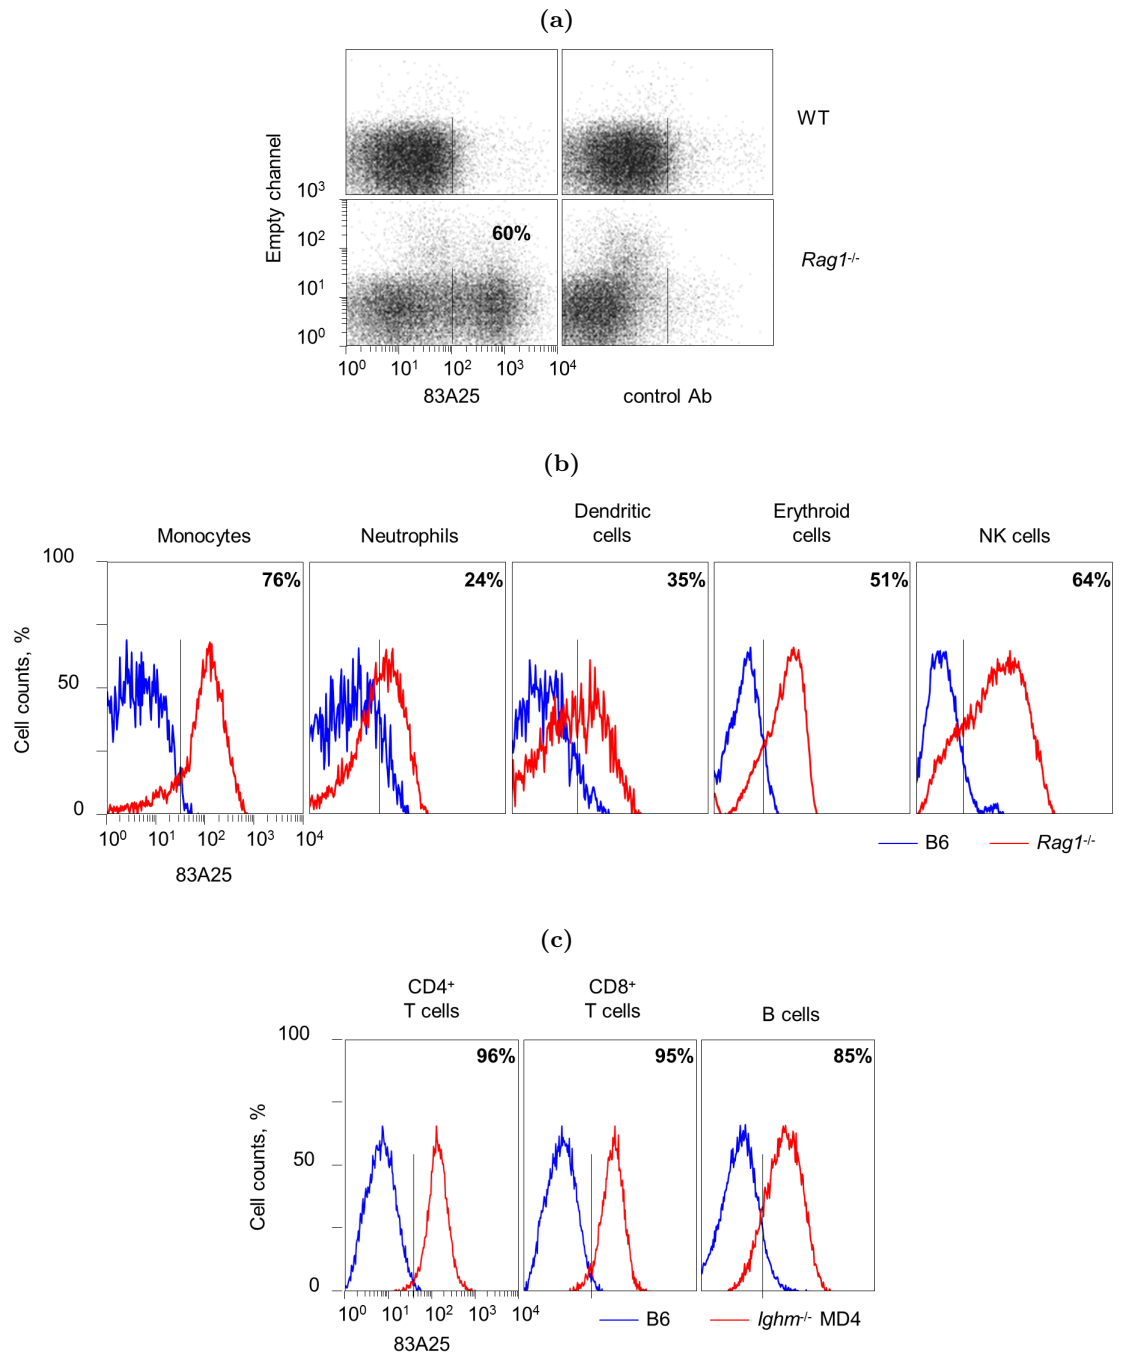 (a)
WT
Empty channel
10³
60%
10²
Rag1-/-
10¹
10⁰
10⁰ 10¹ 10² 10³ 10⁴
83A25 control Ab
(b)
Monocytes Neutrophils Dendritic cells Erythroid cells NK cells
100
76% 24% 35% 51% 64%
Cell counts, %
50
0
10⁰ 10¹ 10² 10³ 10⁴
B6 Rag1-/-
83A25
(c)
CD4⁺ T cells CD8⁺ T cells B cells
100
96% 95% 85%
Cell counts, %
50
0
10⁰ 10¹ 10² 10³ 10⁴
B6 Ighm-/- MD4
83A25